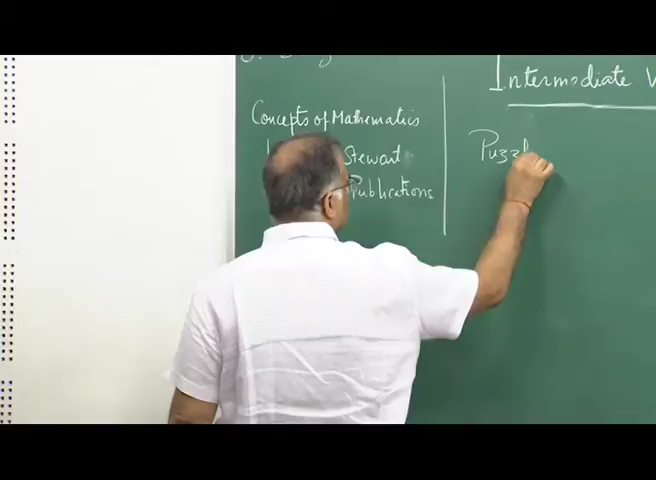 Intermediate
Concepts of Mathematics
Stewart
Publications
Puzzl